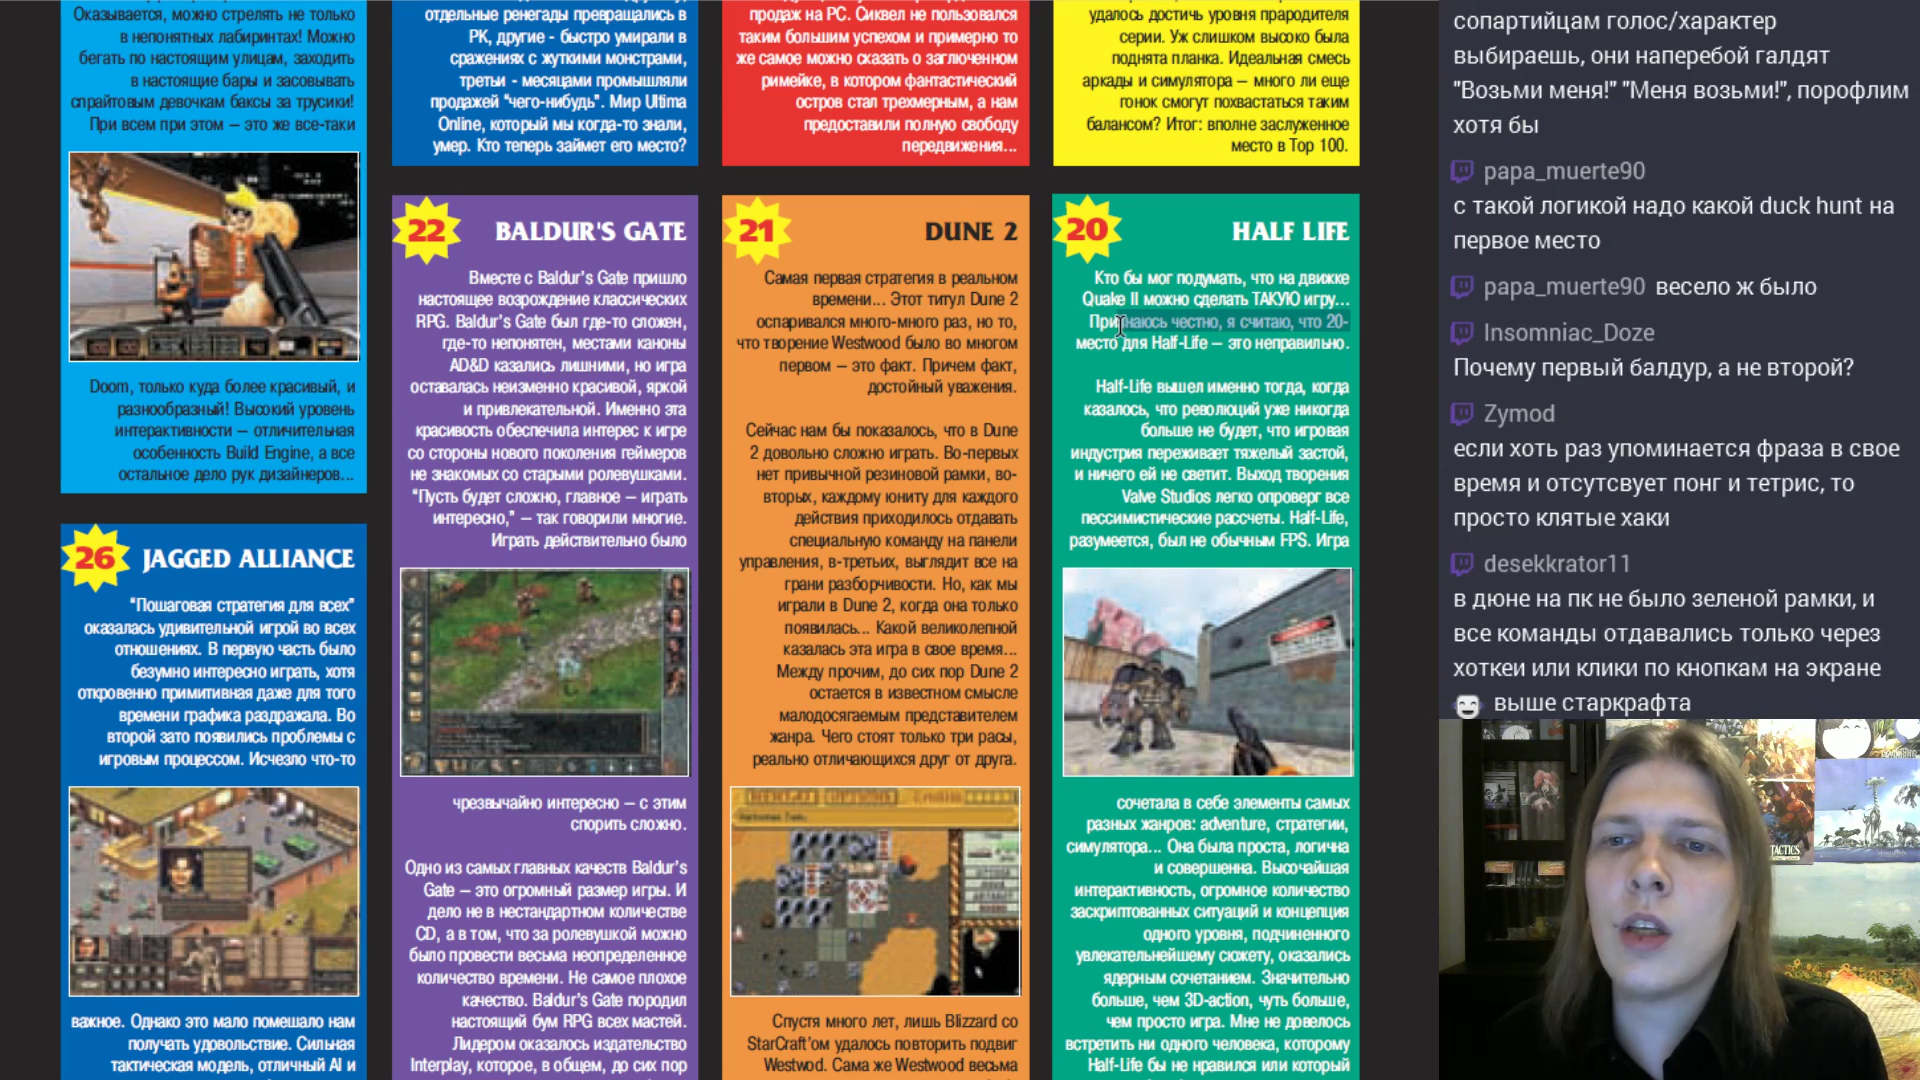 Оказывается, можно стрелять не только
в непонятных лабиринтах! Можно
бегать по настоящим улицам, заходить
в настоящие бары и засовывать
спрайтовым девочкам баксы за трусики!
При всем при этом – это же все-таки
Doom, только куда более красивый, и
разнообразный! Высокий уровень
интерактивности – отличительная
особенность Build Engine, а все
остальное дело рук дизайнеров...
26
JAGGED ALLIANCE
“Пошаговая стратегия для всех”
оказалась удивительной игрой во всех
отношениях. В первую часть было
безумно интересно играть, хотя
откровенно примитивная даже для того
времени графика раздражала. Во
второй зато появились проблемы с
игровым процессом. Исчезло что-то
важное. Однако это мало помешало нам
получать удовольствие. Сильная
тактическая модель, отличный AI и
отдельные ренегады превращались в
PK, другие - быстро умирали в
сражениях с жуткими монстрами,
третьи - месяцами промышляли
продажей “чего-нибудь”. Мир Ultima
Online, который мы когда-то знали,
умер. Кто теперь займет его место?
22
BALDUR'S GATE
Вместе с Baldur’s Gate пришло
настоящее возрождение классических
RPG. Baldur’s Gate был где-то сложен,
где-то непонятен, местами каноны
AD&D казались лишними, но игра
оставалась неизменно красивой, яркой
и привлекательной. Именно эта
красивость обеспечила интерес к игре
со стороны нового поколения геймеров
не знакомых со старыми ролевушками.
“Пусть будет сложно, главное – играть
интересно,” – так говорили многие.
Играть действительно было
чрезвычайно интересно – с этим
спорить сложно.
Одно из самых главных качеств Baldur’s
Gate – это огромный размер игры. И
дело не в нестандартном количестве
CD, а в том, что за ролевушкой можно
было провести весьма неопределенное
количество времени. Не самое плохое
качество. Baldur’s Gate породил
настоящий бум RPG всех мастей.
Лидером оказалось издательство
Interplay, которое, в общем, до сих пор
продаж на PC. Сиквел не пользовался
таким большим успехом и примерно то
же самое можно сказать о заглюченном
римейке, в котором фантастический
остров стал трехмерным, а нам
предоставили полную свободу
передвижения...
21
DUNE 2
Самая первая стратегия в реальном
времени... Этот титул Dune 2
оспаривался много-много раз, но то,
что творение Westwood было во многом
первом – это факт. Причем факт,
достойный уважения.
Сейчас нам бы показалось, что в Dune
2 довольно сложно играть. Во-первых
нет привычной резиновой рамки, во-
вторых, каждому юниту для каждого
действия приходилось отдавать
специальную команду на панели
управления, в-третьих, выглядит все на
грани разборчивости. Но, как мы
играли в Dune 2, когда она только
появилась... Какой великолепной
казалась эта игра в свое время...
Между прочим, до сих пор Dune 2
остается в известном смысле
малодосягаемым представителем
жанра. Чего стоят только три расы,
реально отличающихся друг от друга.
Спустя много лет, лишь Blizzard со
StarCraft’ом удалось повторить подвиг
Westwod. Сама же Westwood весьма
удалось достичь уровня прародителя
серии. Уж слишком высоко была
поднята планка. Идеальная смесь
аркады и симулятора – много ли еще
гонок смогут похвастаться таким
балансом? Итог: вполне заслуженное
место в Top 100.
20
HALF LIFE
Кто бы мог подумать, что на движке
Quake II можно сделать ТАКУЮ игру...
Признаюсь честно, я считаю, что 20-
место для Half-Life – это неправильно.
Half-Life вышел именно тогда, когда
казалось, что революций уже никогда
больше не будет, что игровая
индустрия переживает тяжелый застой,
и ничего ей не светит. Выход творения
Valve Studios легко опроверг все
пессимистические рассчеты. Half-Life,
разумеется, был не обычным FPS. Игра
сочетала в себе элементы самых
разных жанров: adventure, стратегии,
симулятора... Она была проста, логична
и совершенна. Высочайшая
интерактивность, огромное количество
заскриптованных ситуаций и концепция
одного уровня, подчиненного
увлекательнейшему сюжету, оказались
ядерным сочетанием. Значительно
больше, чем 3D-action, чуть больше,
чем просто игра. Мне не довелось
встретить ни одного человека, которому
Half-Life бы не нравился или который
сопартийцам голос/характер
выбираешь, они наперебой галдят
"Возьми меня!" "Меня возьми!", порофлим
хотя бы
papa_muerte90
с такой логикой надо какой duck hunt на
первое место
papa_muerte90 весело ж было
Insomniac_Doze
Почему первый балдур, а не второй?
Zymod
если хоть раз упоминается фраза в свое
время и отсутсвует понг и тетрис, то
просто клятые хаки
desekkrator11
в дюне на пк не было зеленой рамки, и
все команды отдавались только через
хоткеи или клики по кнопкам на экране
выше старкрафта
TACTICS